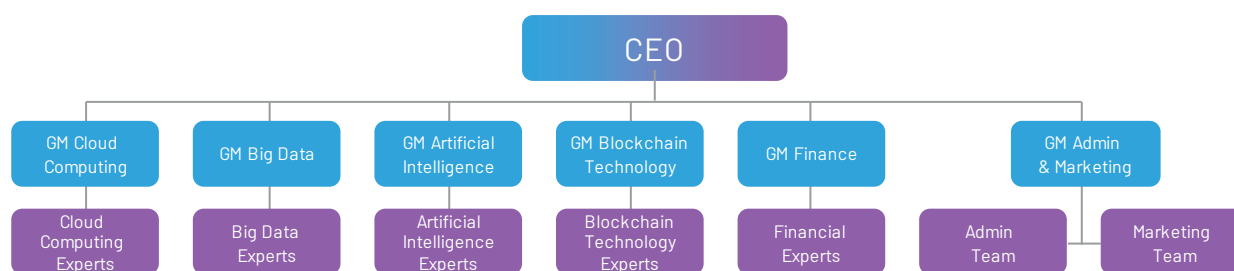 CEO
GM Cloud
Computing
GM Big Data
GM Artificial
Intelligence
GM Blockchain
Technology
GM Finance
GM Admin
& Marketing
Cloud
Computing
Experts
Big Data
Experts
Artificial
Intelligence
Experts
Blockchain
Technology
Experts
Financial
Experts
Admin
Team
Marketing
Team